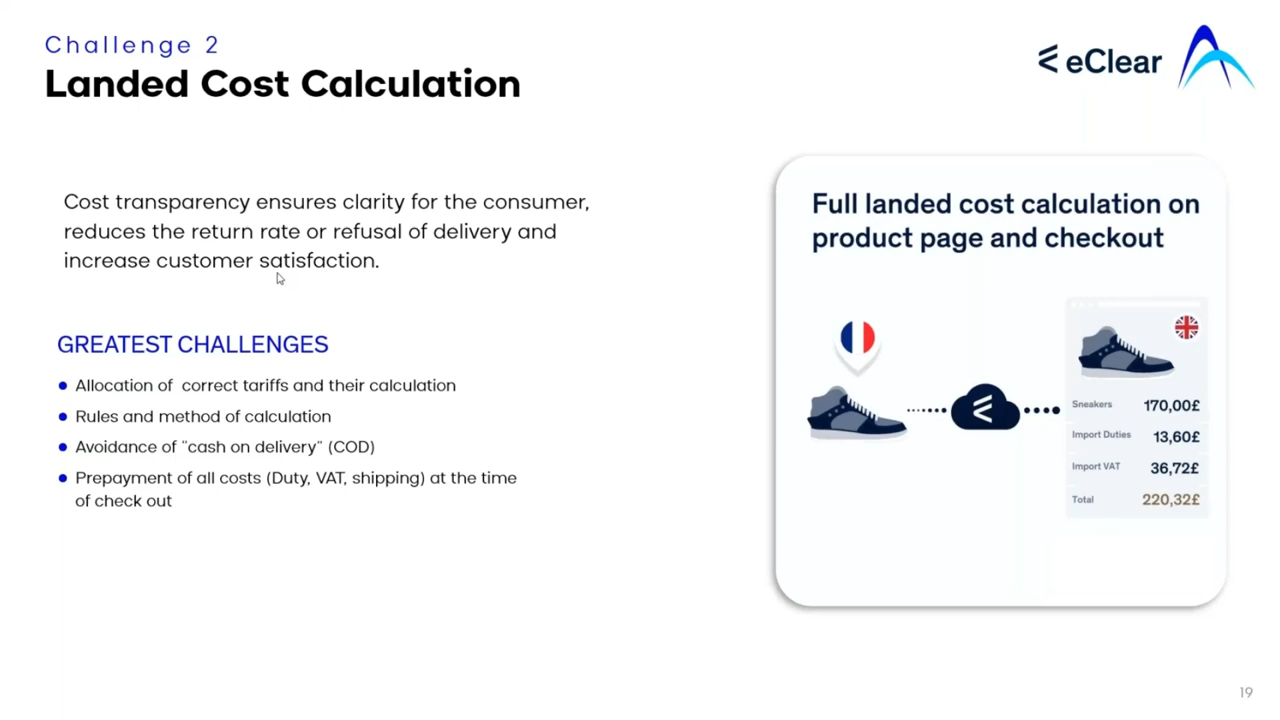 Challenge 2
Landed Cost Calculation
eClear
Cost transparency ensures clarity for the consumer,
reduces the return rate or refusal of delivery and
increase customer satisfaction.
GREATEST CHALLENGES
Allocation of correct tariffs and their calculation
Rules and method of calculation
Avoidance of "cash on delivery" (COD)
Prepayment of all costs (Duty, VAT, shipping) at the time
of check out
Full landed cost calculation on
product page and checkout
Sneakers 170,00£
Import Duties 13,60£
Import VAT 36,72£
Total 220,32£
19